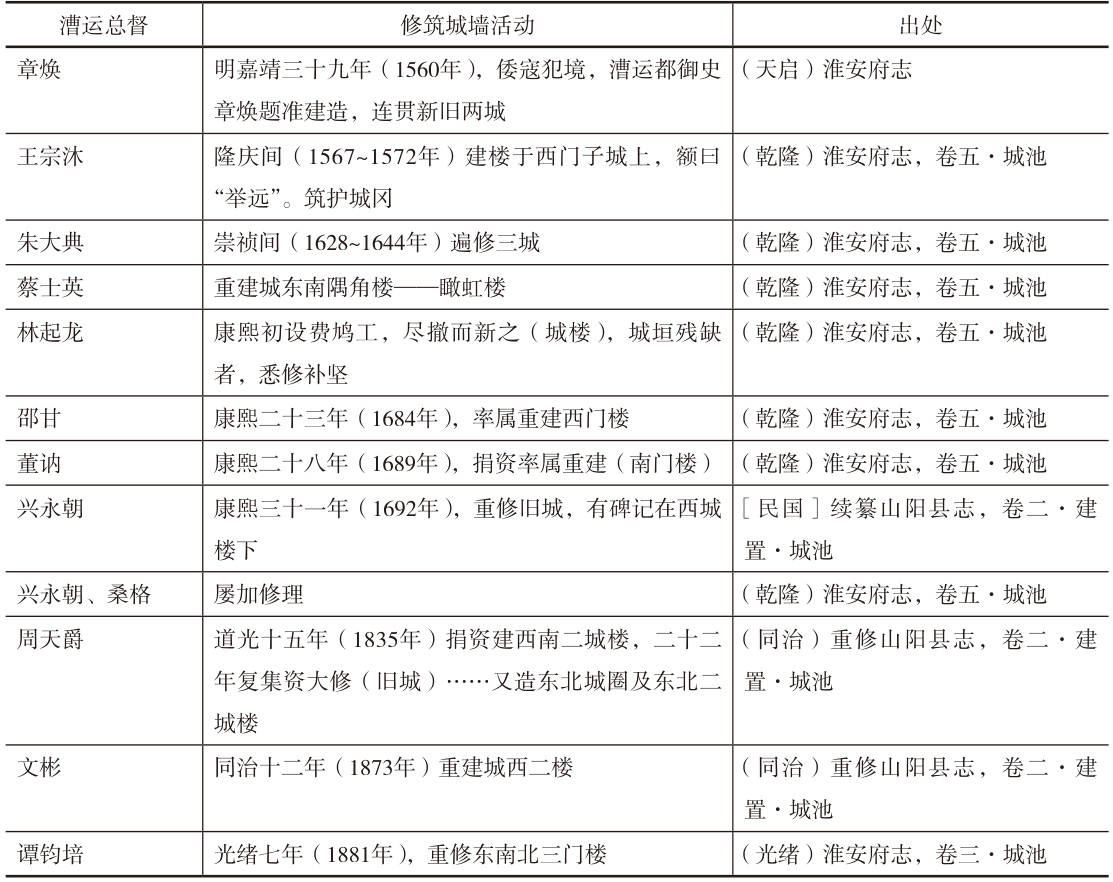 漕运总督 修筑城墙活动 出处
章焕 明嘉靖三十九年（1560年），倭寇犯境，漕运都御史 （天启）淮安府志
章焕题准建造，连贯新旧两城
王宗沐 隆庆间（1567~1572年）建楼于西门子城上，额曰 （乾隆）淮安府志，卷五·城池
“举远”。筑护城冈
朱大典 崇祯间（1628~1644年）遍修三城 （乾隆）淮安府志，卷五·城池
蔡士英 重建城东南隅角楼——瞰虹楼 （乾隆）淮安府志，卷五·城池
林起龙 康熙初设费鸠工，尽撤而新之（城楼），城垣残缺 （乾隆）淮安府志，卷五·城池
者，悉修补坚
邵甘 康熙二十三年（1684年），率属重建西门楼 （乾隆）淮安府志，卷五·城池
董讷 康熙二十八年（1689年），捐资率属重建（南门楼） （乾隆）淮安府志，卷五·城池
兴永朝 康熙三十一年（1692年），重修旧城，有碑记在西城 ［民国］续纂山阳县志，卷二·建
楼下 置·城池
兴永朝、桑格 屡加修理 （乾隆）淮安府志，卷五·城池
周天爵 道光十五年（1835年）捐资建西南二城楼，二十二 （同治）重修山阳县志，卷二·建
年复集资大修（旧城）……又造东北城圈及东北二 置·城池
城楼
文彬 同治十二年（1873年）重建城西二楼 （同治）重修山阳县志，卷二·建
置·城池
谭钧培 光绪七年（1881年），重修东南北三门楼 （光绪）淮安府志，卷三·城池